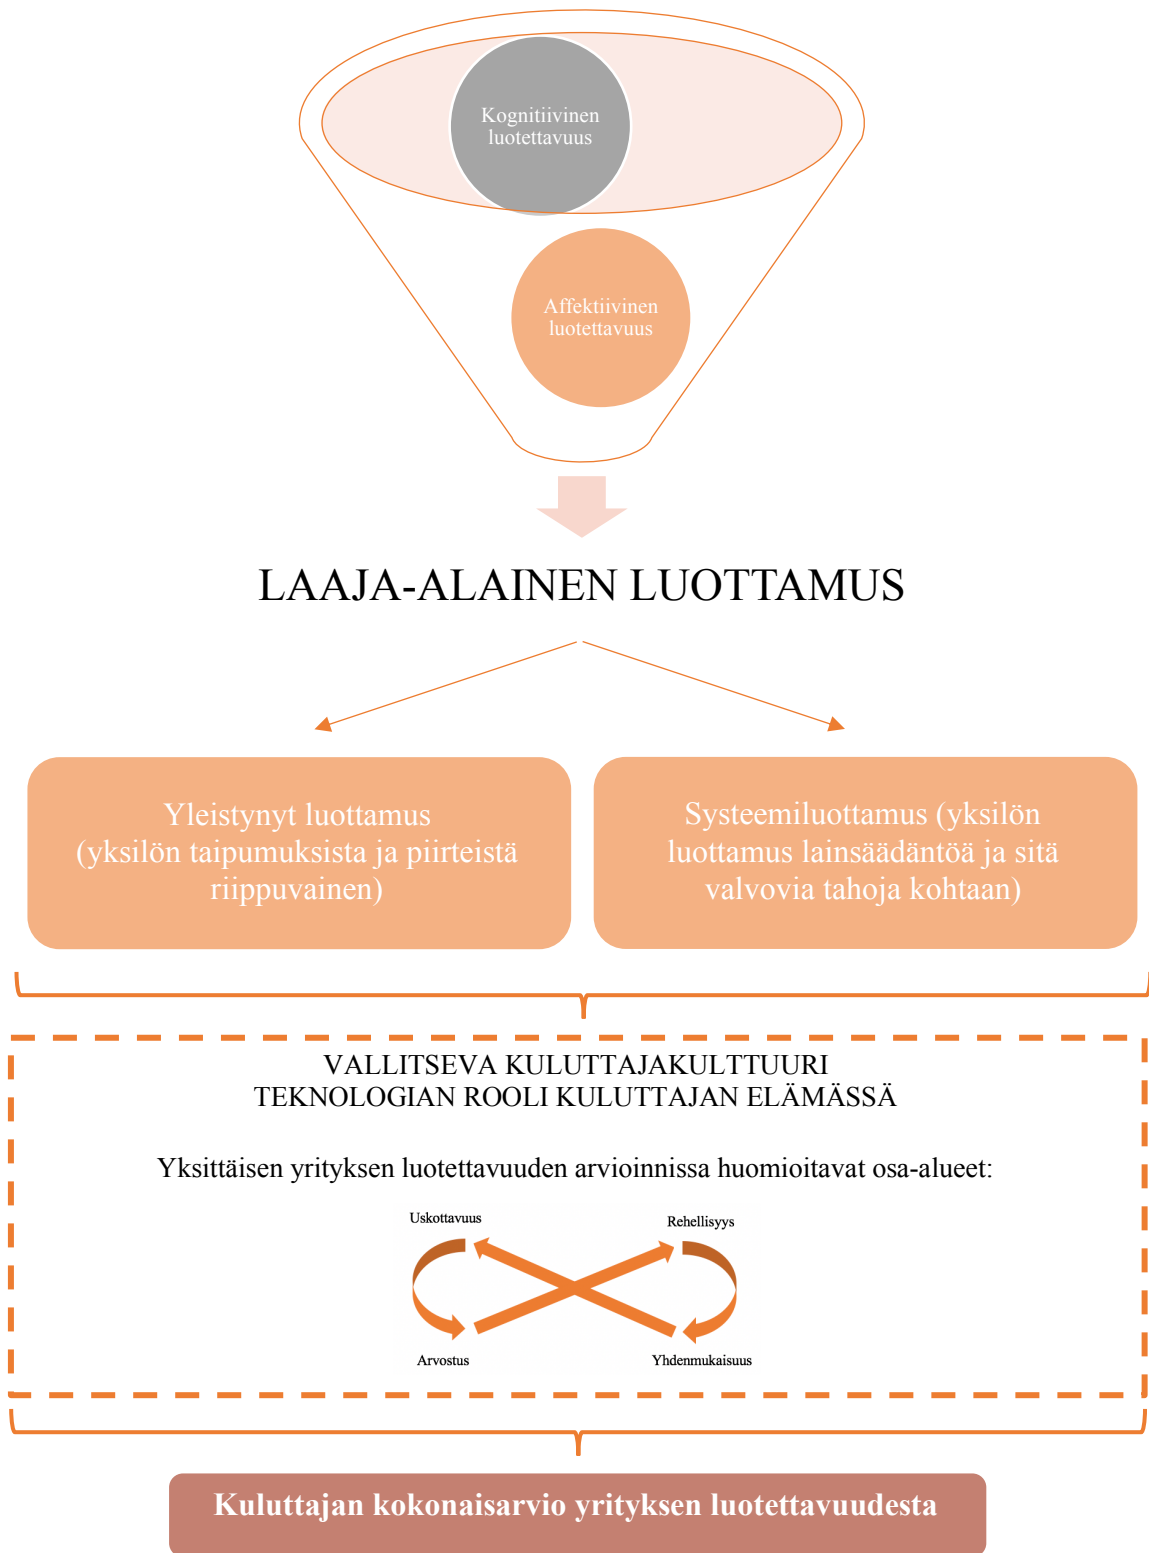 Kognitiivinen
luotettavuus
Affektiivinen
luotettavuus
LAAJA-ALAINEN LUOTTAMUS
Yleistynyt luottamus
(yksilön taipumuksista ja piirteistä
riippuvainen)
Systeemiluottamus (yksilön
luottamus lainsäädäntöä ja sitä
valvovia tahoja kohtaan)
VALLITSEVA KULUTTAJAKULTTUURI
TEKNOLOGIAN ROOLI KULUTTAJAN ELÄMÄSSÄ
Yksittäisen yrityksen luotettavuuden arvioinnissa huomioitavat osa-alueet:
Uskottavuus
Rehellisyys
Arvostus
Yhdenmukaisuus
Kuluttajan kokonaisarvio yrityksen luotettavuudesta